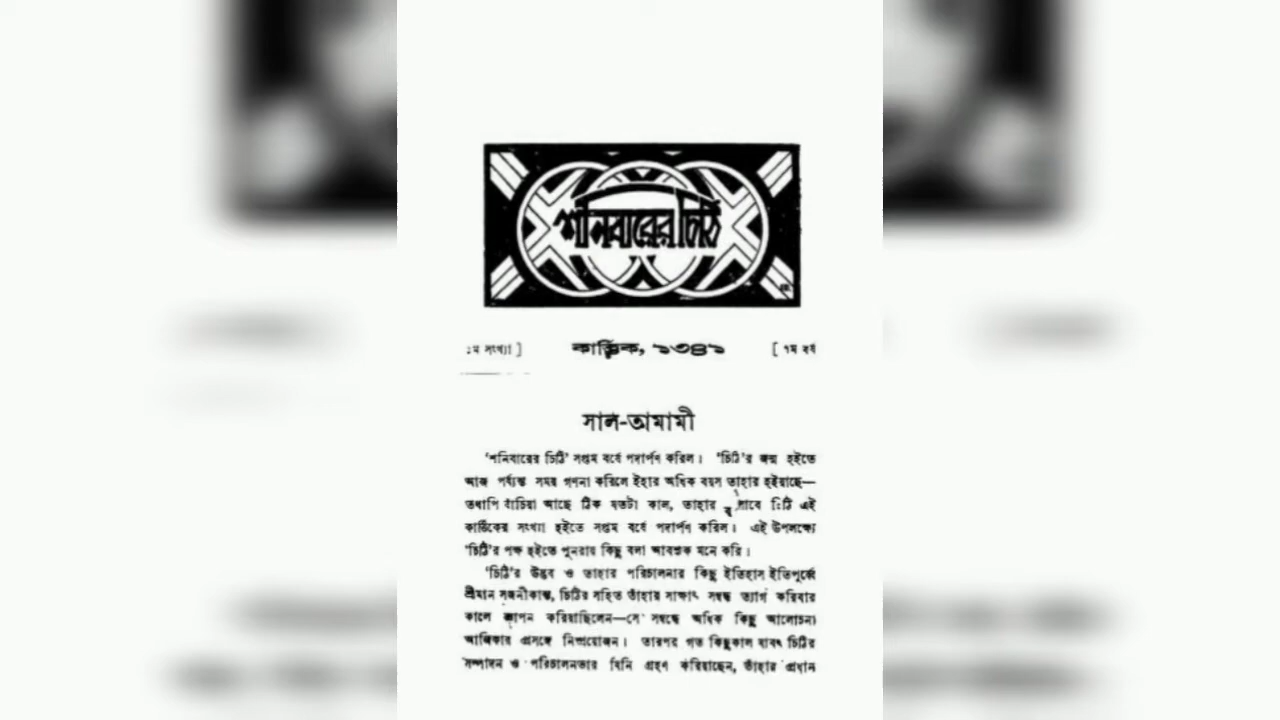 শনিবারের চিঠি
১ম সংখ্যা ] কার্ত্তিক, ১৩৪১ [ ৭ম বর্ষ
সাল-তামামী
‘শনিবারের চিঠি’ সপ্তম বর্ষে পদার্পণ করিল। ‘চিঠি’র জন্ম হইতে
আজ পর্য্যন্ত সময় গণনা করিলে ইহার অধিক বয়স তাহার হইয়াছে—
তথাপি বাঁচিয়া আছে ঠিক যতটা কাল, তাহার চিঠি এই
কার্ত্তিকের সংখ্যা হইতে সপ্তম বর্ষে পদার্পণ করিল। এই উপলক্ষ্যে
‘চিঠি’র পক্ষ হইতে পুনরায় কিছু বলা আবশ্যক মনে করি।
‘চিঠি’র উদ্ভব ও তাহার পরিচালনার কিছু ইতিহাস ইতিপূর্ব্বে
শ্রীমান সজনীকান্ত, চিঠির সহিত তাঁহার সাক্ষাৎ সম্বন্ধ ত্যাগ করিবার
কালে জ্ঞাপন করিয়াছিলেন—সে সম্বন্ধে অধিক কিছু আলোচনা
আজিকার প্রসঙ্গে নিষ্প্রয়োজন। তারপর গত কিছুকাল যাবৎ চিঠির
সম্পাদন ও পরিচালনভার যিনি গ্রহণ করিয়াছেন, তাঁহার প্রধান